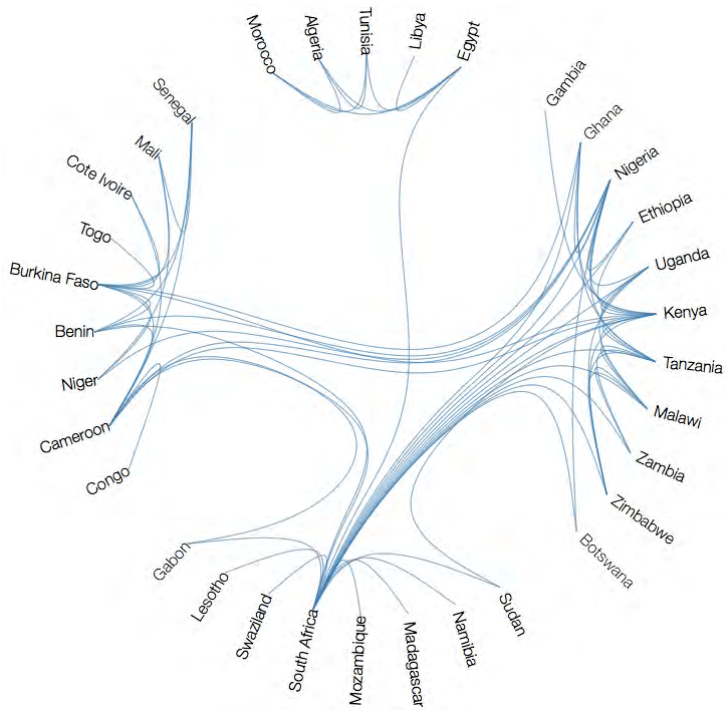 Morocco
Algeria
Tunisia
Libya
Egypt
Gambia
Ghana
Nigeria
Ethiopia
Uganda
Kenya
Tanzania
Malawi
Zambia
Zimbabwe
Botswana
Sudan
Namibia
Madagascar
Mozambique
South Africa
Swaziland
Lesotho
Gabon
Congo
Cameroon
Niger
Benin
Burkina Faso
Togo
Cote Ivoire
Mali
Senegal